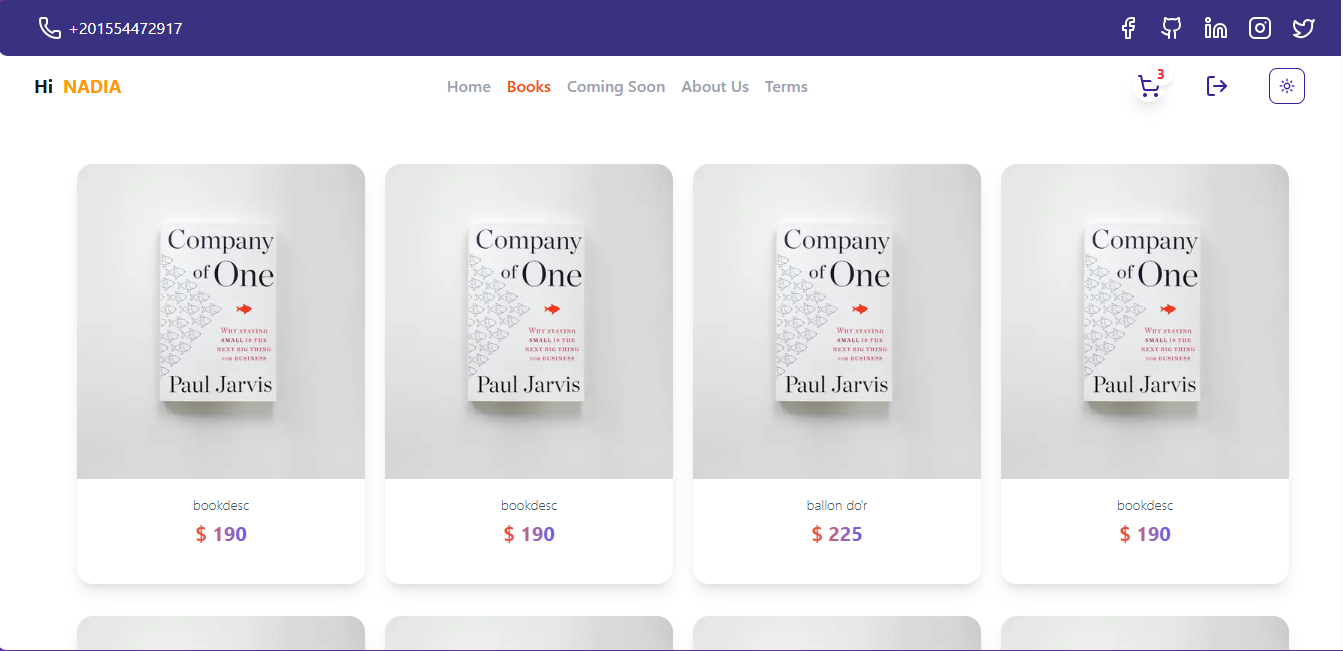 +201554472917
Hi NADIA
Home Books Coming Soon About Us Terms
3
Company
of One
WHY STAYING
SMALL IS THE
NEXT BIG THING
FOR BUSINESS
Paul Jarvis
bookdesc
$ 190
Company
of One
WHY STAYING
SMALL IS THE
NEXT BIG THING
FOR BUSINESS
Paul Jarvis
bookdesc
$ 190
Company
of One
WHY STAYING
SMALL IS THE
NEXT BIG THING
FOR BUSINESS
Paul Jarvis
ballon do'r
$ 225
Company
of One
WHY STAYING
SMALL IS THE
NEXT BIG THING
FOR BUSINESS
Paul Jarvis
bookdesc
$ 190